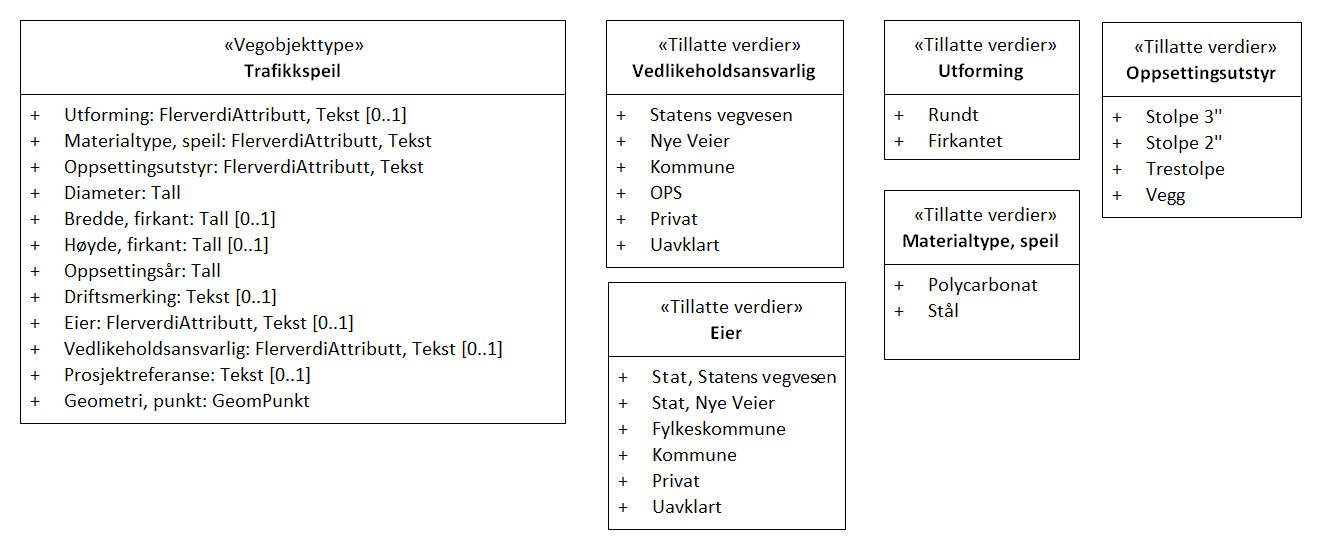 «Vegobjekttype»
Trafikkspeil
+ Utforming: FlerverdiAttributt, Tekst [0..1]
+ Materialtype, speil: FlerverdiAttributt, Tekst
+ Oppsettingsutstyr: FlerverdiAttributt, Tekst
+ Diameter: Tall
+ Bredde, firkant: Tall [0..1]
+ Høyde, firkant: Tall [0..1]
+ Oppsettingsår: Tall
+ Driftsmerking: Tekst [0..1]
+ Eier: FlerverdiAttributt, Tekst [0..1]
+ Vedlikeholdsansvarlig: FlerverdiAttributt, Tekst [0..1]
+ Prosjektreferanse: Tekst [0..1]
+ Geometri, punkt: GeomPunkt
«Tillatte verdier»
Vedlikeholdsansvarlig
+ Statens vegvesen
+ Nye Veier
+ Kommune
+ OPS
+ Privat
+ Uavklart
«Tillatte verdier»
Eier
+ Stat, Statens vegvesen
+ Stat, Nye Veier
+ Fylkeskommune
+ Kommune
+ Privat
+ Uavklart
«Tillatte verdier»
Utforming
+ Rundt
+ Firkantet
«Tillatte verdier»
Materialtype, speil
+ Polycarbonat
+ Stål
«Tillatte verdier»
Oppsettingsutstyr
+ Stolpe 3"
+ Stolpe 2"
+ Trestolpe
+ Vegg